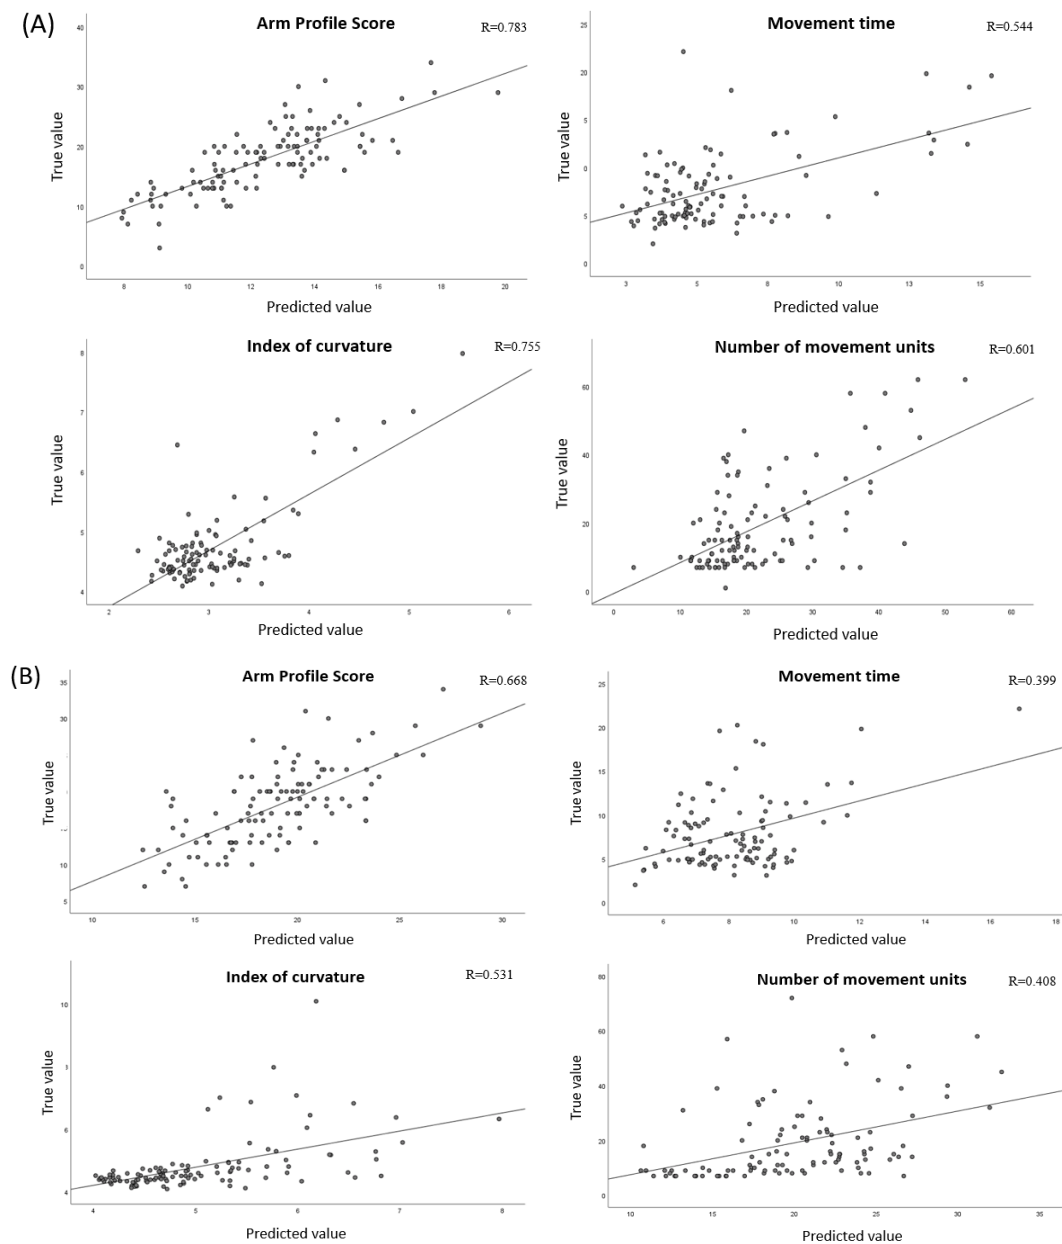 (A)
Arm Profile Score
R=0.783
40
30
20
10
0
True value
8 10 12 14 16 18 20
Predicted value
Movement time
R=0.544
25
20
5
0
5
0
True value
3 5 8 10 13 15
Predicted value
Index of curvature
R=0.755
8
7
6
5
4
True value
2 3 4 5 6
Predicted value
Number of movement units
R=0.601
60
40
20
0
True value
0 10 20 30 40 50 60
Predicted value
(B)
Arm Profile Score
R=0.668
35
30
10
5
True value
10 15 20 25 30
Predicted value
Movement time
R=0.399
25
20
15
10
5
0
True value
6 8 10 12 14 16 18
Predicted value
Index of curvature
R=0.531
10
6
4
True value
4 5 6 7 8
Predicted value
Number of movement units
R=0.408
80
60
40
20
0
True value
10 15 20 25 30 35
Predicted value